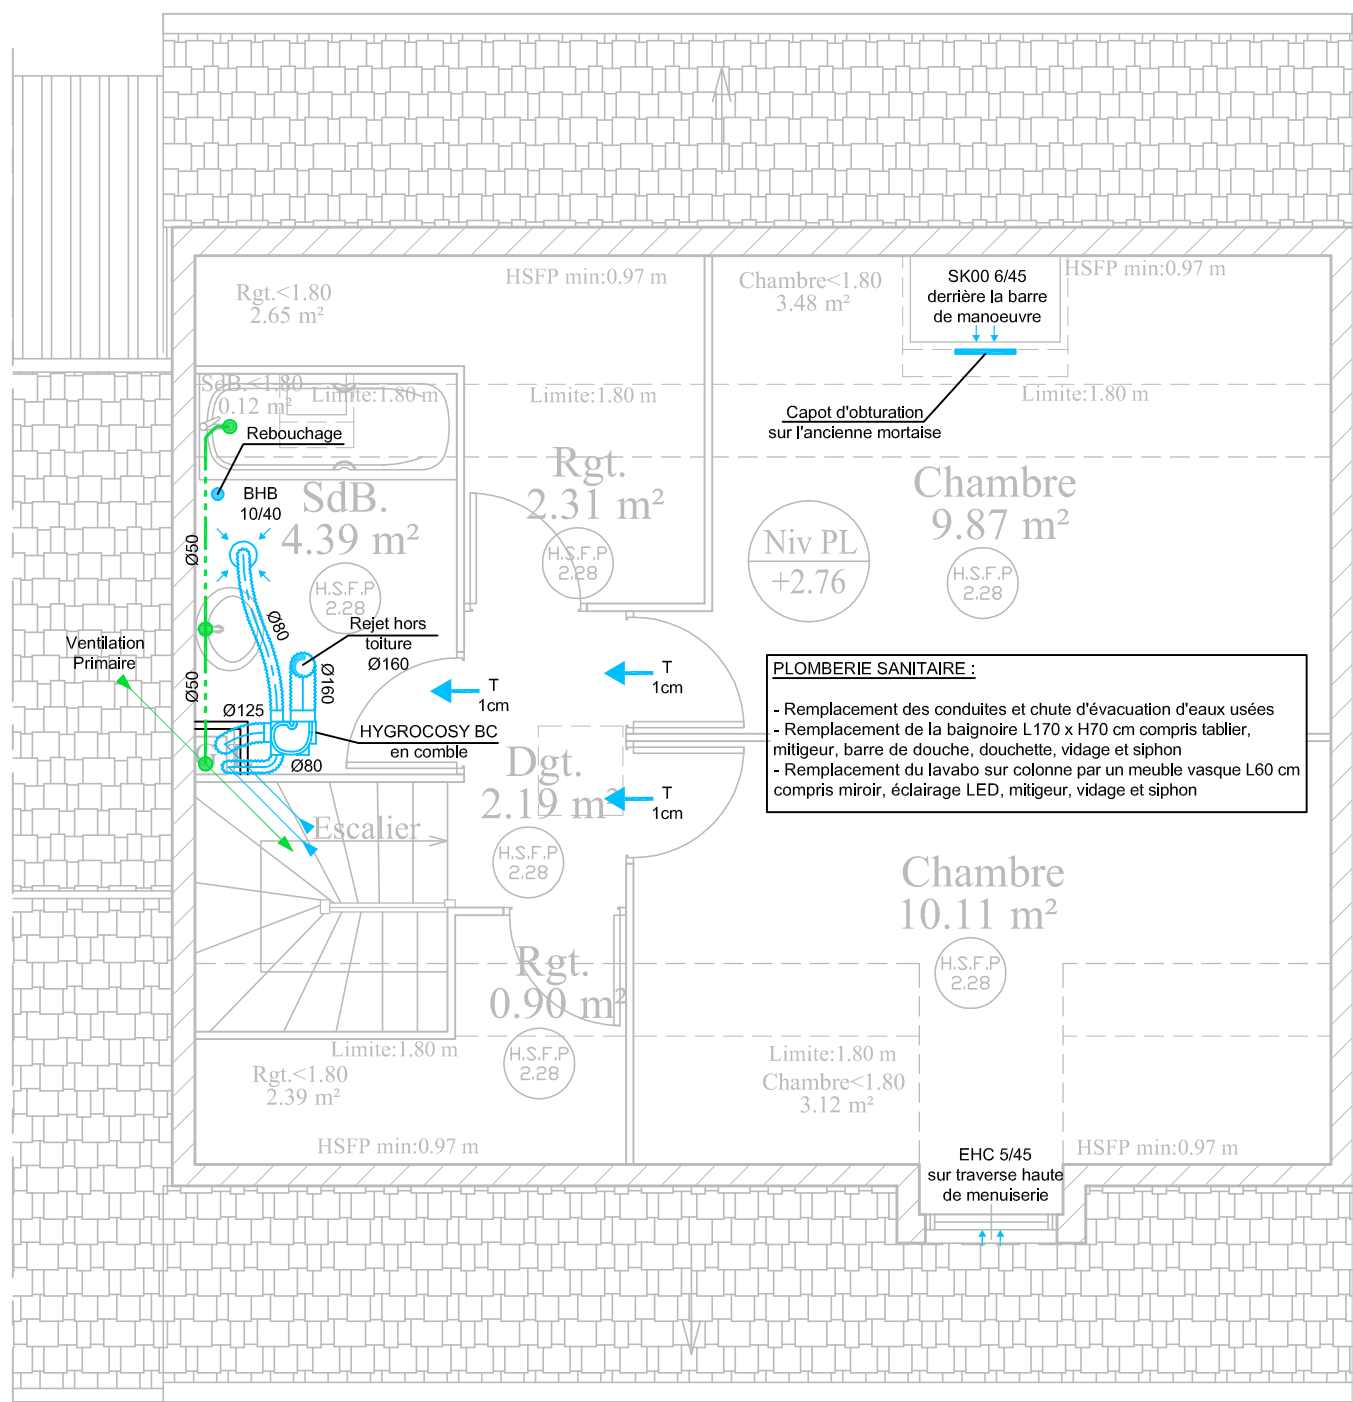 HSFP min:0.97 m
Rgt.<1.80
2.65 m²
Chambre<1.80
3.48 m²
SK00 6/45
derrière la barre
de manoeuvre
HSFP min:0.97 m
SdB.<1.80
0.12 m²
Limite:1.80 m
Limite:1.80 m
Limite:1.80 m
Capot d'obturation
sur l'ancienne mortaise
Rebouchage
BHB
10/40
SdB.
4.39 m²
Rgt.
2.31 m²
Chambre
9.87 m²
Niv PL
+2.76
H.S.F.P
2.28
H.S.F.P
2.28
H.S.F.P
2.28
Ø50
Ø80
Rejet hors
toiture
Ø160
Ø160
Ventilation
Primaire
Ø50
Ø125
HYGROCOSY BC
en comble
Ø80
T
1cm
T
1cm
T
1cm
PLOMBERIE SANITAIRE :
- Remplacement des conduites et chute d'évacuation d'eaux usées
- Remplacement de la baignoire L170 x H70 cm compris tablier,
mitigeur, barre de douche, douchette, vidage et siphon
- Remplacement du lavabo sur colonne par un meuble vasque L60 cm
compris miroir, éclairage LED, mitigeur, vidage et siphon
Dgt.
2.19 m²
Escalier
H.S.F.P
2.28
Chambre
10.11 m²
H.S.F.P
2.28
Rgt.
0.90 m²
H.S.F.P
2.28
Limite:1.80 m
Rgt.<1.80
2.39 m²
Limite:1.80 m
Chambre<1.80
3.12 m²
HSFP min:0.97 m
EHC 5/45
sur traverse haute
de menuiserie
HSFP min:0.97 m